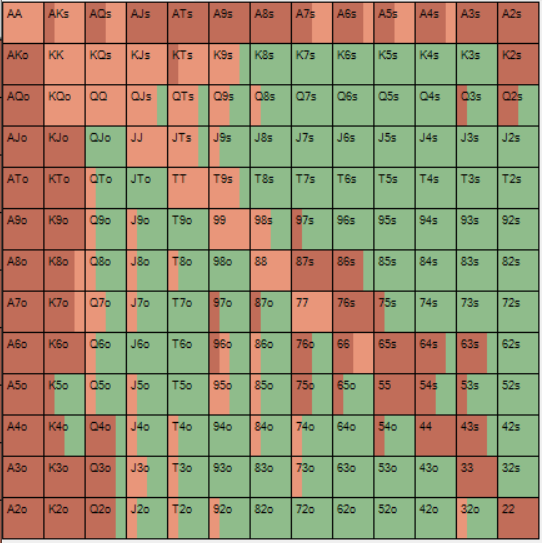 AA AKs AQs AJs ATs A9s A8s A7s A6s A5s A4s A3s A2s
AKo KK KQs KJs KTs K9s K8s K7s K6s K5s K4s K3s K2s
AQo KQo QQ QJs QTs Q9s Q8s Q7s Q6s Q5s Q4s Q3s Q2s
AJo KJo QJo JJ JTs J9s J8s J7s J6s J5s J4s J3s J2s
ATo KTo QTo JTo TT T9s T8s T7s T6s T5s T4s T3s T2s
A9o K9o Q9o J9o T9o 99 98s 97s 96s 95s 94s 93s 92s
A8o K8o Q8o J8o T8o 98o 88 87s 86s 85s 84s 83s 82s
A7o K7o Q7o J7o T7o 97o 87o 77 76s 75s 74s 73s 72s
A6o K6o Q6o J6o T6o 96o 86o 76o 66 65s 64s 63s 62s
A5o K5o Q5o J5o T5o 95o 85o 75o 65o 55 54s 53s 52s
A4o K4o Q4o J4o T4o 94o 84o 74o 64o 54o 44 43s 42s
A3o K3o Q3o J3o T3o 93o 83o 73o 63o 53o 43o 33 32s
A2o K2o Q2o J2o T2o 92o 82o 72o 62o 52o 42o 32o 22